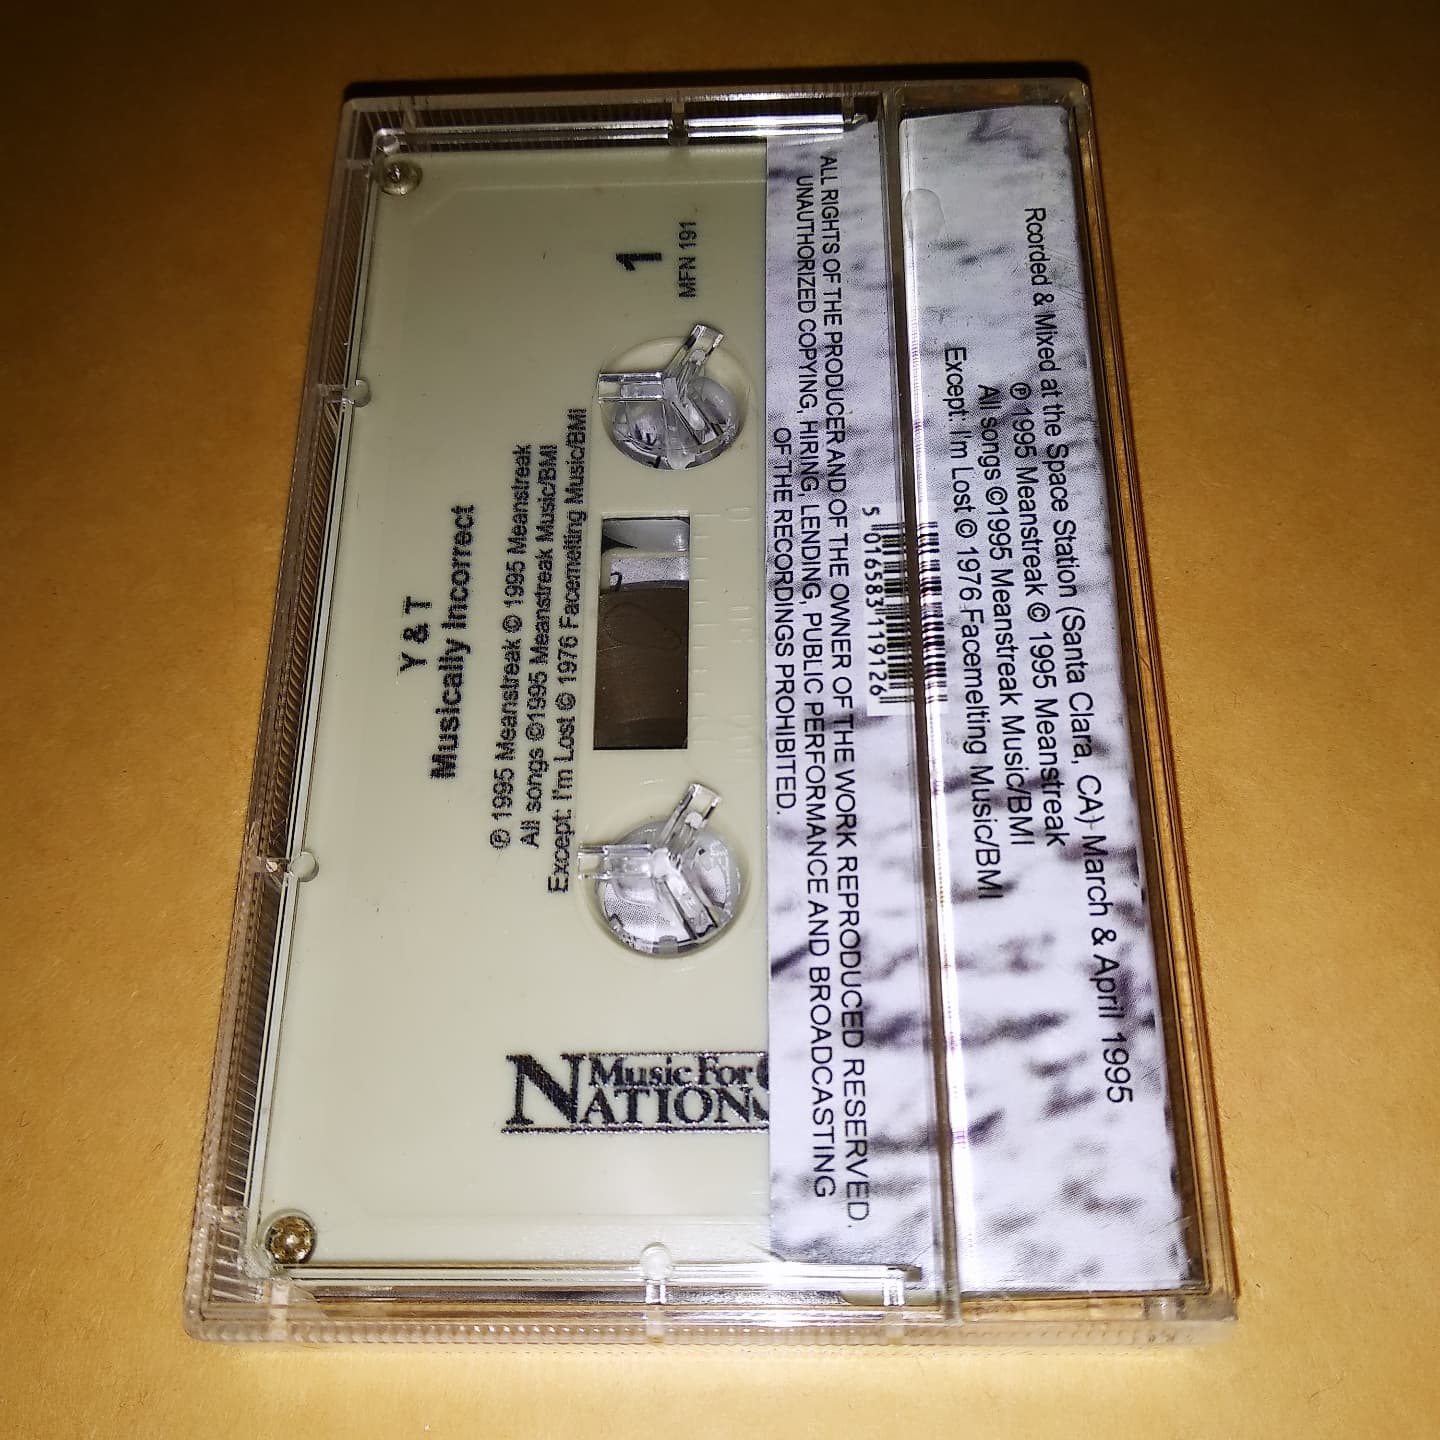 1
MFN 191
Y & T
Musically Incorrect
℗ 1995 Meanstreak © 1995 Meanstreak
All songs ©1995 Meanstreak Music/BMI
Except: I'm Lost © 1976 Facemelting Music/BMI
Music For
NATIONS
Rcorded & Mixed at the Space Station (Santa Clara, CA) March & April 1995
℗ 1995 Meanstreak © 1995 Meanstreak
All songs ©1995 Meanstreak Music/BMI
Except: I'm Lost © 1976 Facemelting Music/BMI
5 016583 119126
ALL RIGHTS OF THE PRODUCER AND OF THE OWNER OF THE WORK REPRODUCED RESERVED.
UNAUTHORIZED COPYING, HIRING, LENDING, PUBLIC PERFORMANCE AND BROADCASTING
OF THE RECORDINGS PROHIBITED.